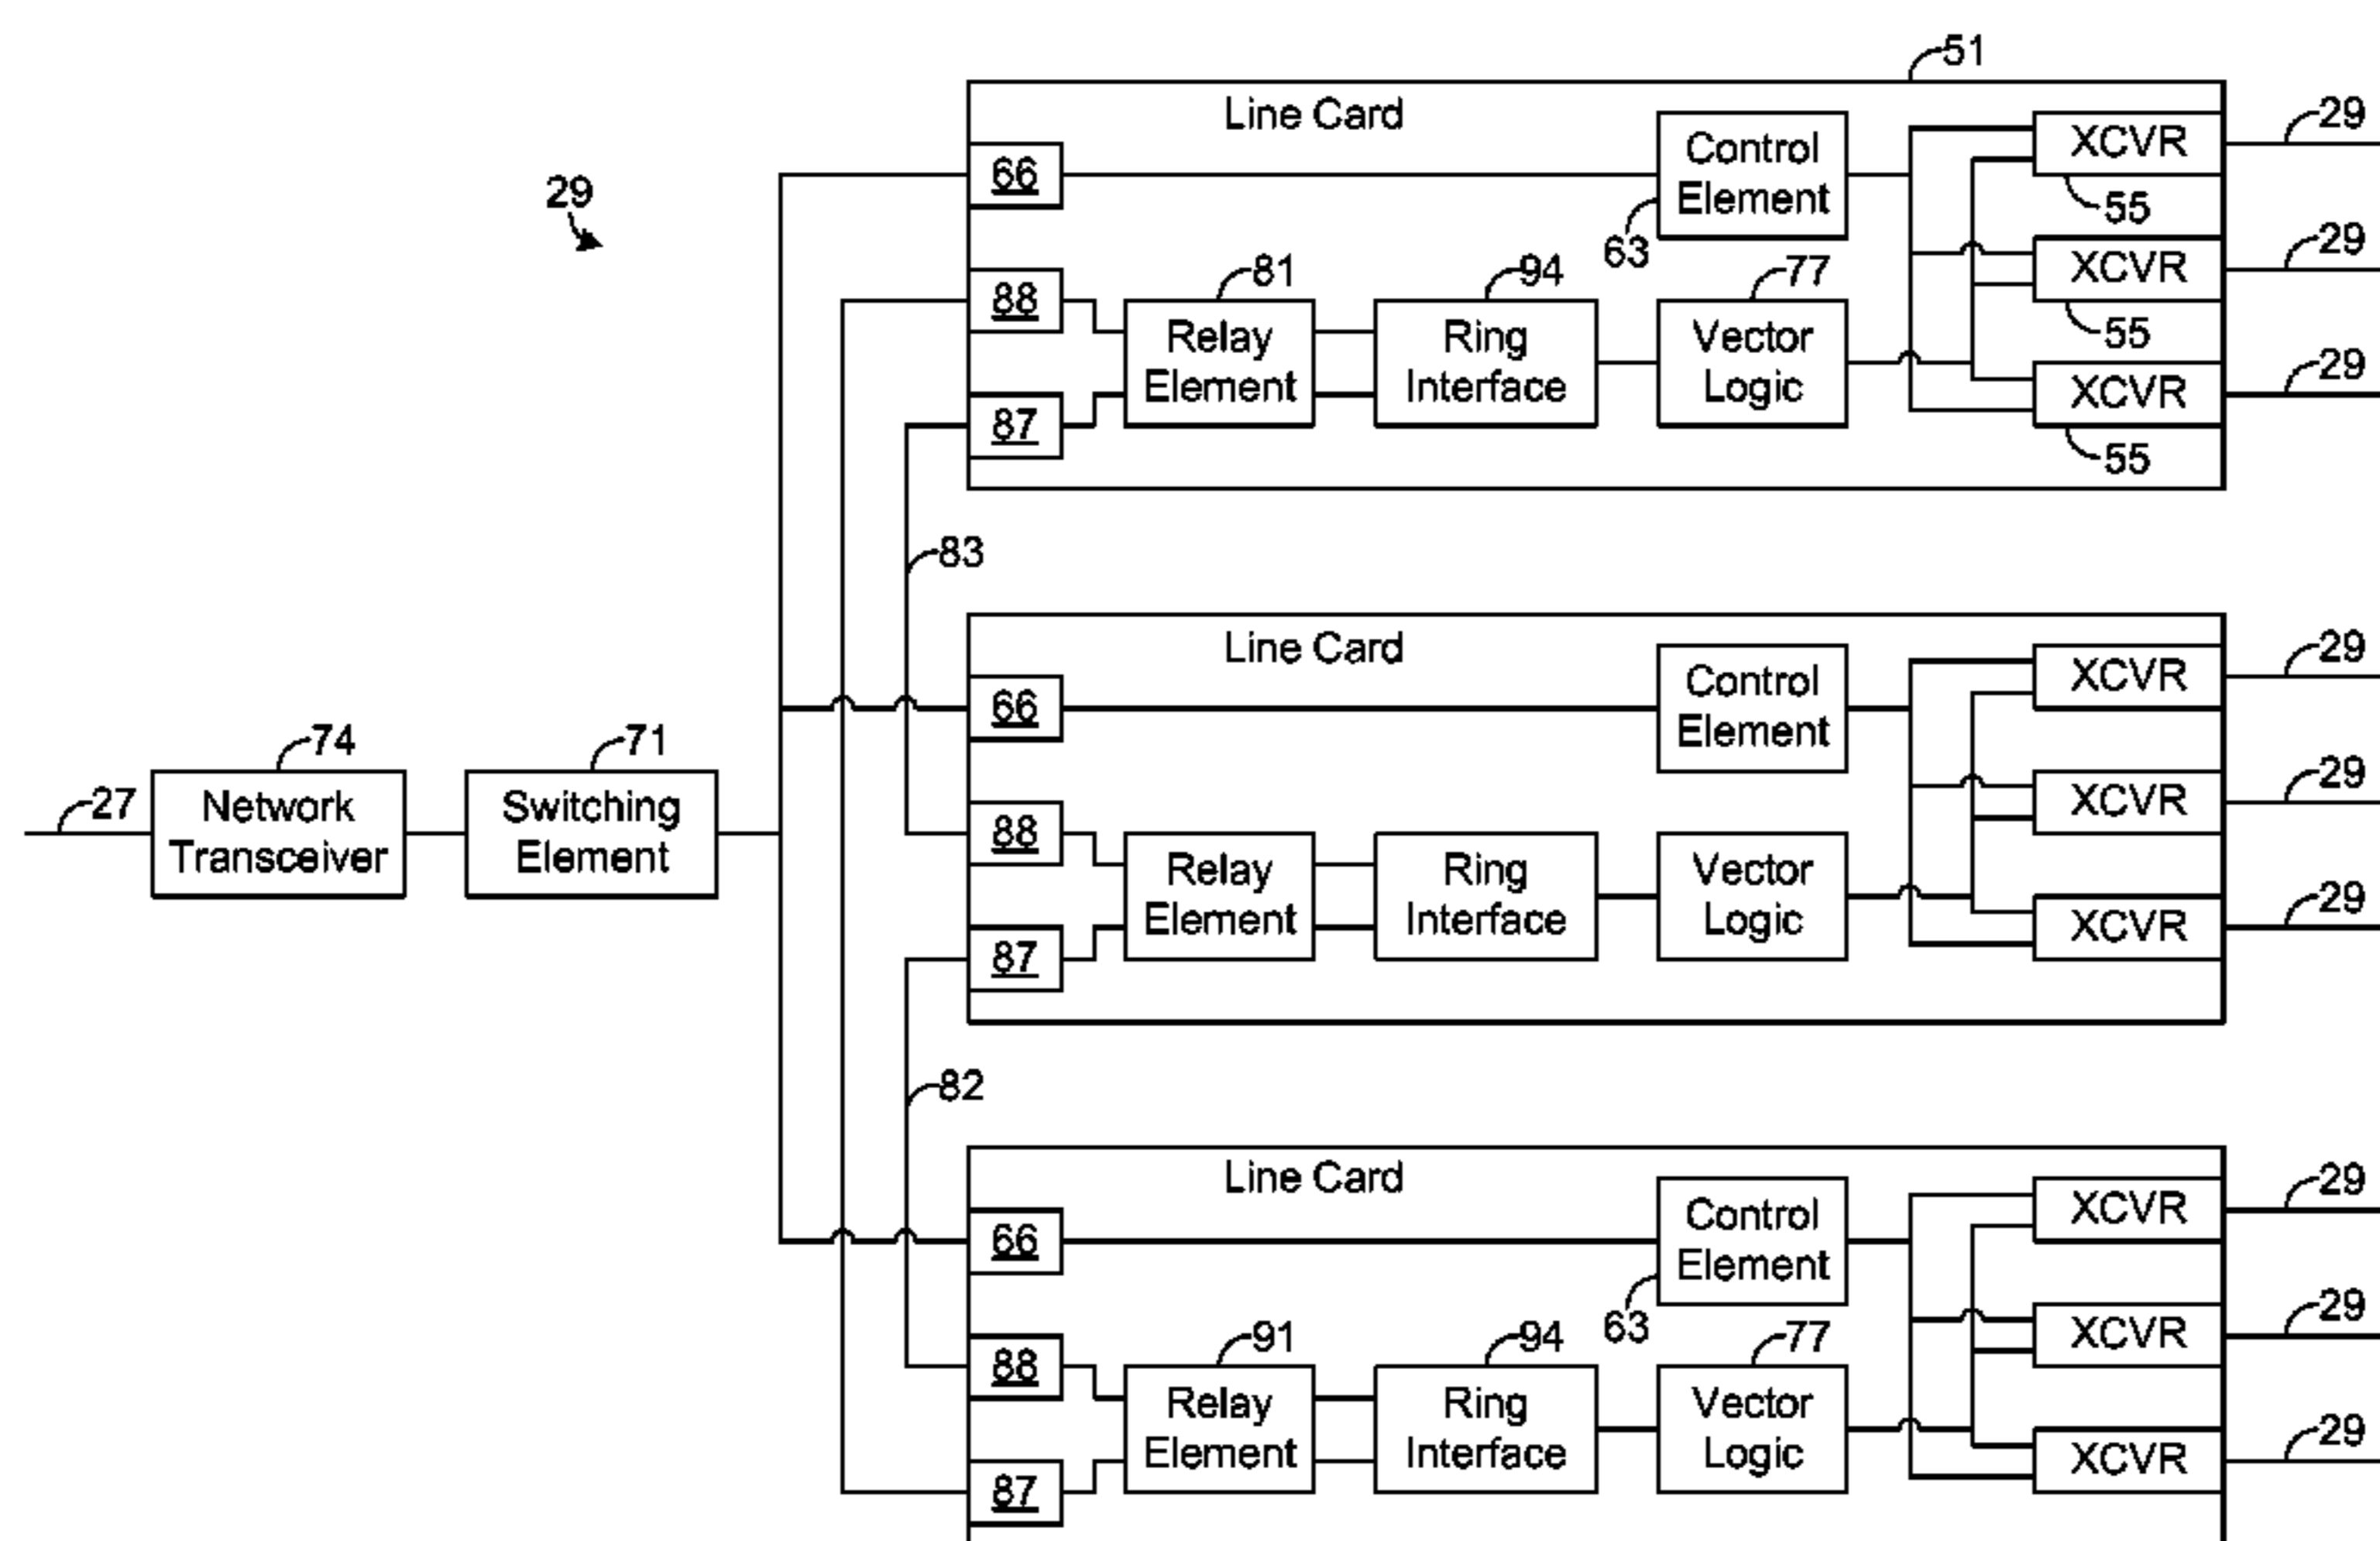 51
Line Card
Control
Element
63
66
XCVR
29
55
29
XCVR
29
55
88
81
Relay
Element
94
Ring
Interface
77
Vector
Logic
XCVR
29
55
87
83
Line Card
66
Control
Element
XCVR
29
XCVR
29
88
Relay
Element
Ring
Interface
Vector
Logic
XCVR
29
87
27
74
Network
Transceiver
71
Switching
Element
82
Line Card
66
Control
Element
63
XCVR
29
XCVR
29
88
91
Relay
Element
94
Ring
Interface
77
Vector
Logic
XCVR
29
87